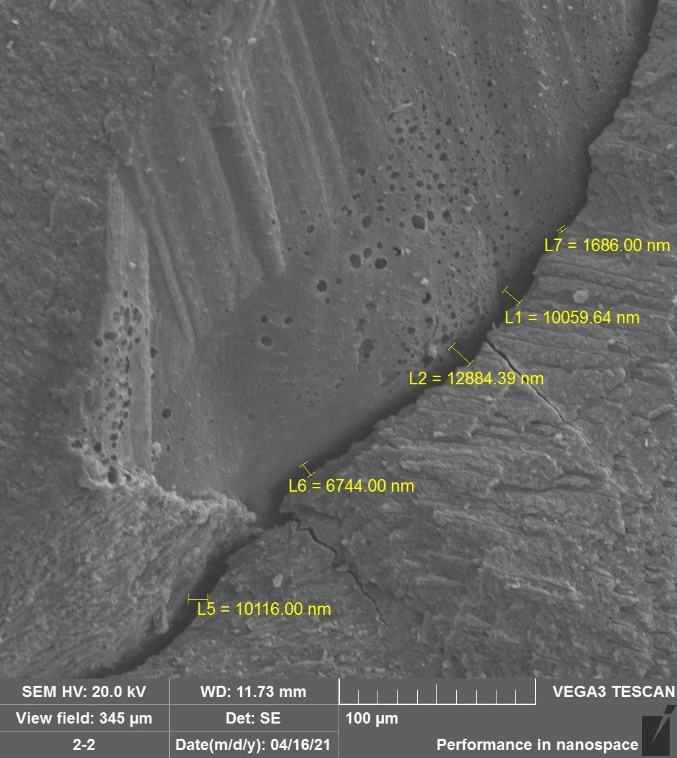 L7 = 1686.00 nm
L1 = 10059.64 nm
L2 = 12884.39 nm
L6 = 6744.00 nm
L5 = 10116.00 nm
SEM HV: 20.0 kV WD: 11.73 mm VEGA3 TESCAN
View field: 345 µm Det: SE 100 µm
2-2 Date(m/d/y): 04/16/21 Performance in nanospace